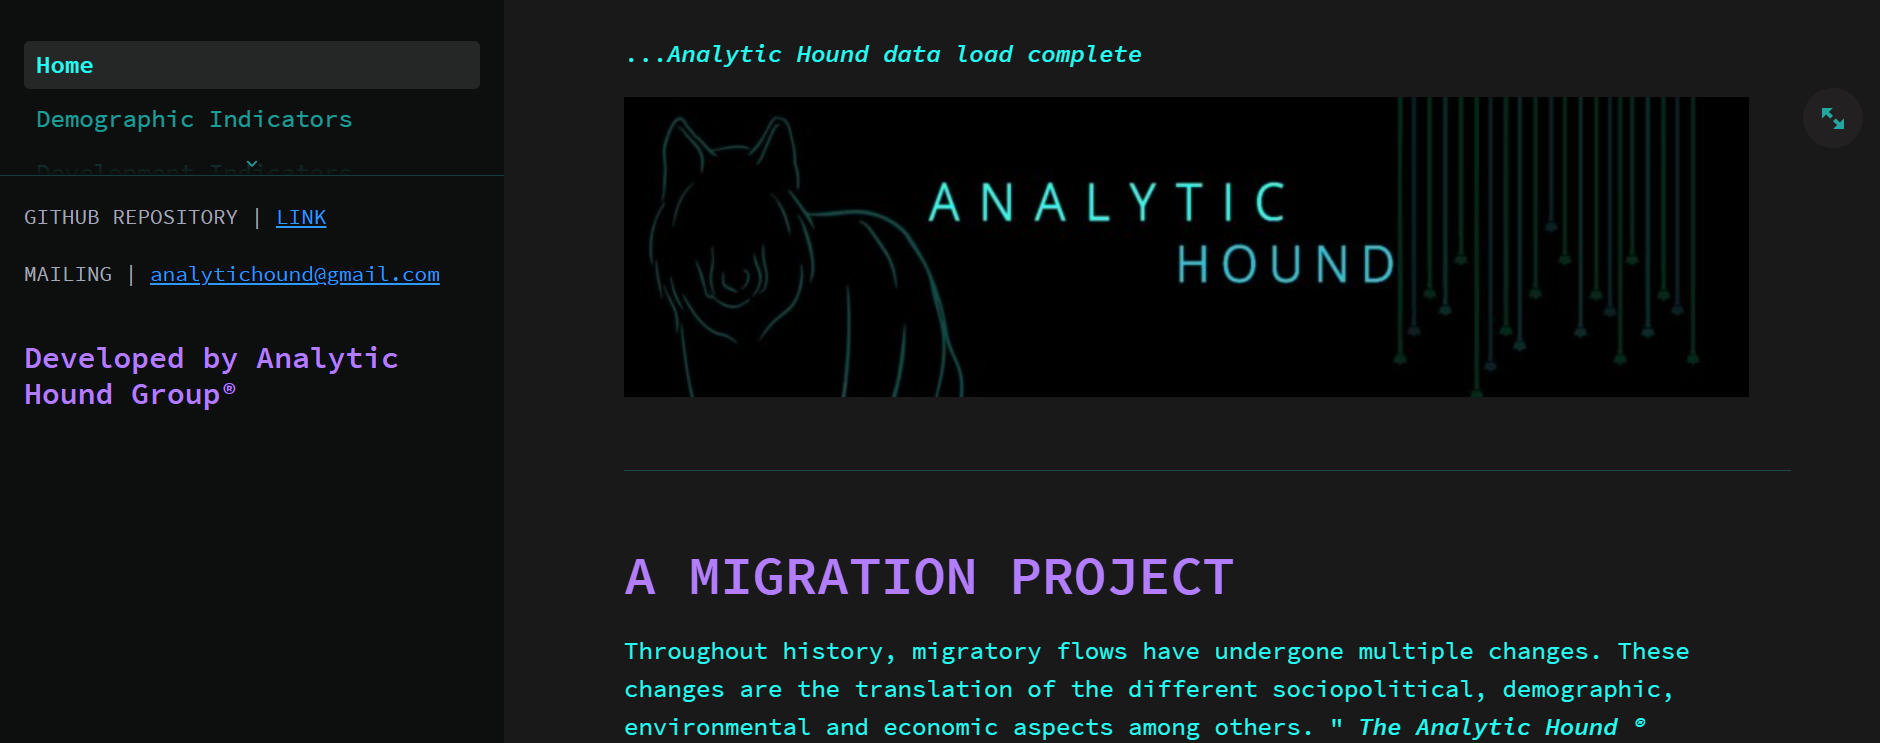 Home
Demographic Indicators
Development Indicators
GITHUB REPOSITORY | LINK
MAILING | analytichound@gmail.com
Developed by Analytic
Hound Group®
...Analytic Hound data load complete
ANALYTIC
HOUND
A MIGRATION PROJECT
Throughout history, migratory flows have undergone multiple changes. These
changes are the translation of the different sociopolitical, demographic,
environmental and economic aspects among others. " The Analytic Hound ®